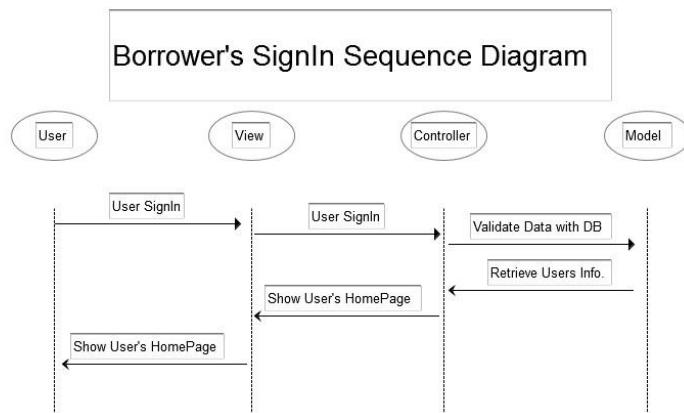 Borrower's SignIn Sequence Diagram
User
View
Controller
Model
User SignIn
User SignIn
Validate Data with DB
Retrieve Users Info.
Show User's HomePage
Show User's HomePage